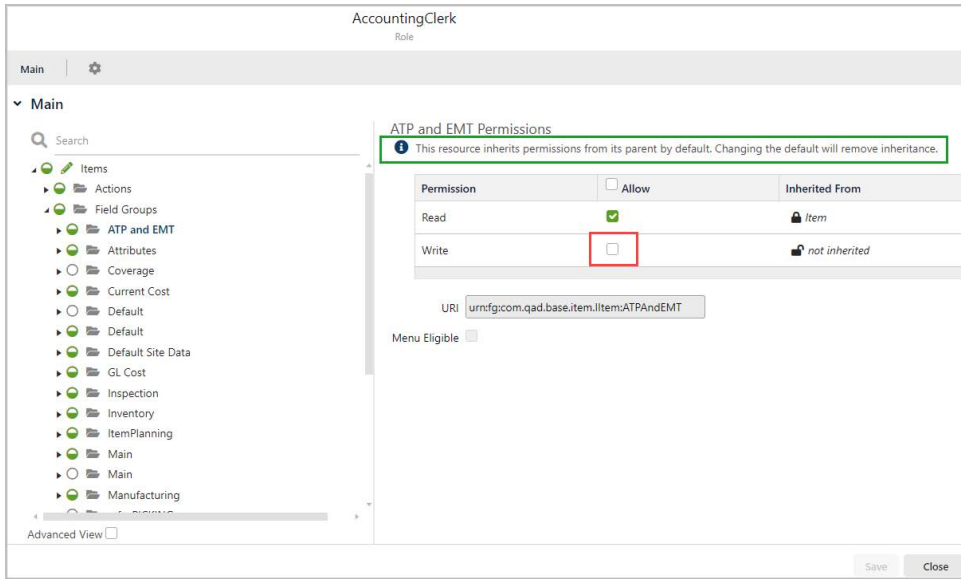 AccountingClerk
Role
Main
Main
Search
Items
Actions
Field Groups
ATP and EMT
Attributes
Coverage
Current Cost
Default
Default
Default Site Data
GL Cost
Inspection
Inventory
ItemPlanning
Main
Main
Manufacturing
Advanced View
ATP and EMT Permissions
This resource inherits permissions from its parent by default. Changing the default will remove inheritance.
Permission Allow Inherited From
Read Item
Write not inherited
URI urn:fg:com.qad.base.item.IItem:ATPAndEMT
Menu Eligible
Save Close